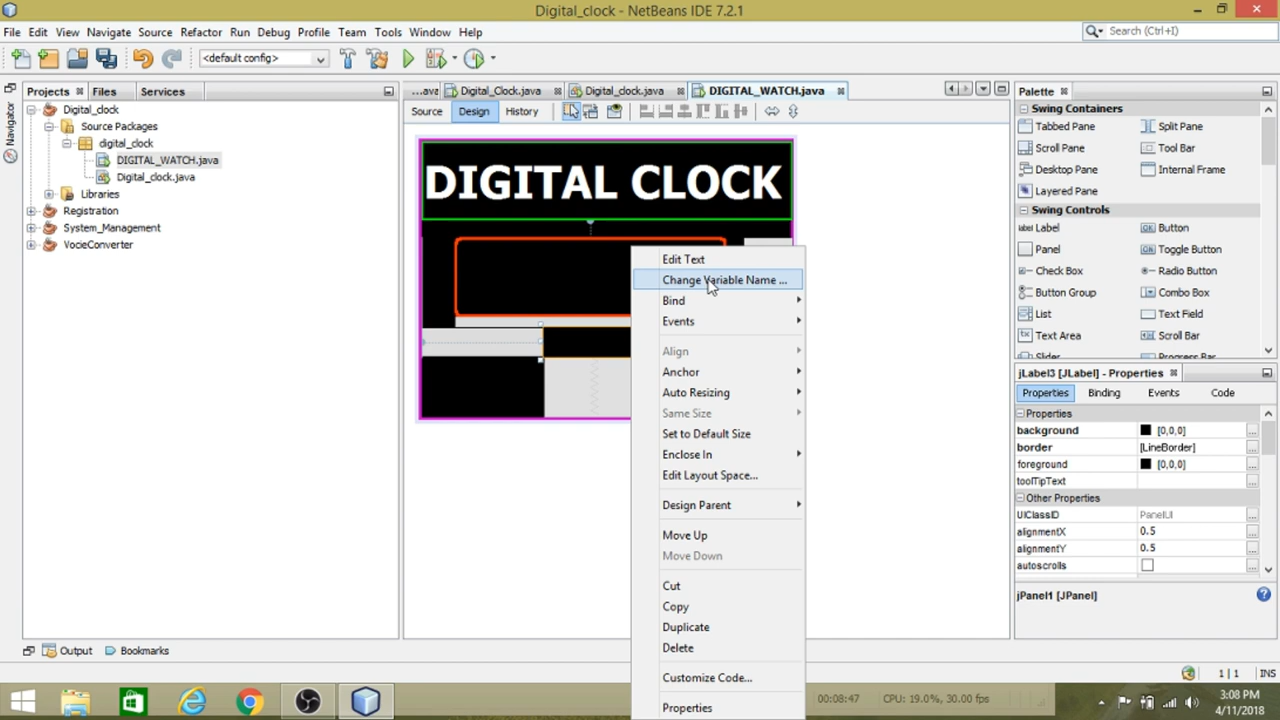 Digital_clock - NetBeans IDE 7.2.1
File Edit View Navigate Source Refactor Run Debug Profile Team Tools Window Help
Search (Ctrl+I)
<default config>
Projects Files Services
...ava Digital_Clock.java Digital_clock.java DIGITAL_WATCH.java
Palette
Navigator
Source Design History
Digital_clock
Source Packages
digital_clock
DIGITAL_WATCH.java
Digital_clock.java
Libraries
Registration
System_Management
VocieConverter
DIGITAL CLOCK
Edit Text
Change Variable Name ...
Bind
Events
Align
Anchor
Auto Resizing
Same Size
Set to Default Size
Enclose In
Edit Layout Space...
Design Parent
Move Up
Move Down
Cut
Copy
Duplicate
Delete
Customize Code...
Properties
Swing Containers
Tabbed Pane Split Pane
Scroll Pane Tool Bar
Desktop Pane Internal Frame
Layered Pane
Swing Controls
label Label OK Button
Panel OK Toggle Button
Check Box Radio Button
Button Group Combo Box
List Text Field
Text Area Scroll Bar
Slider Progress Bar
jLabel3 [JLabel] - Properties
Properties Binding Events Code
Properties
background [0,0,0] ...
border [LineBorder] ...
foreground [0,0,0] ...
toolTipText ...
Other Properties
UIClassID PanelUI ...
alignmentX 0.5 ...
alignmentY 0.5 ...
autoscrolls ...
jPanel1 [JPanel]
Output Bookmarks
1 | 1 INS
00:08:47 CPU: 19.0%, 30.00 fps
3:08 PM
4/11/2018